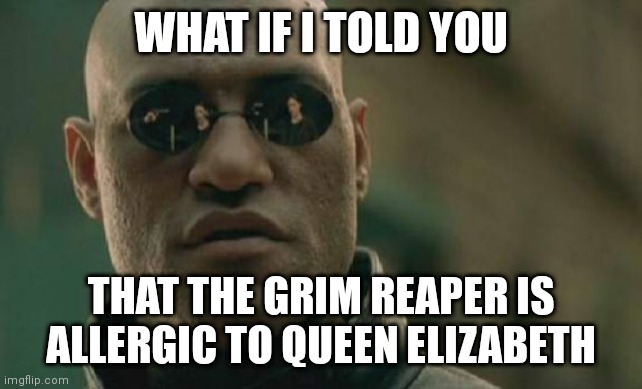 WHAT IF I TOLD YOU
THAT THE GRIM REAPER IS
ALLERGIC TO QUEEN ELIZABETH
imgflip.com